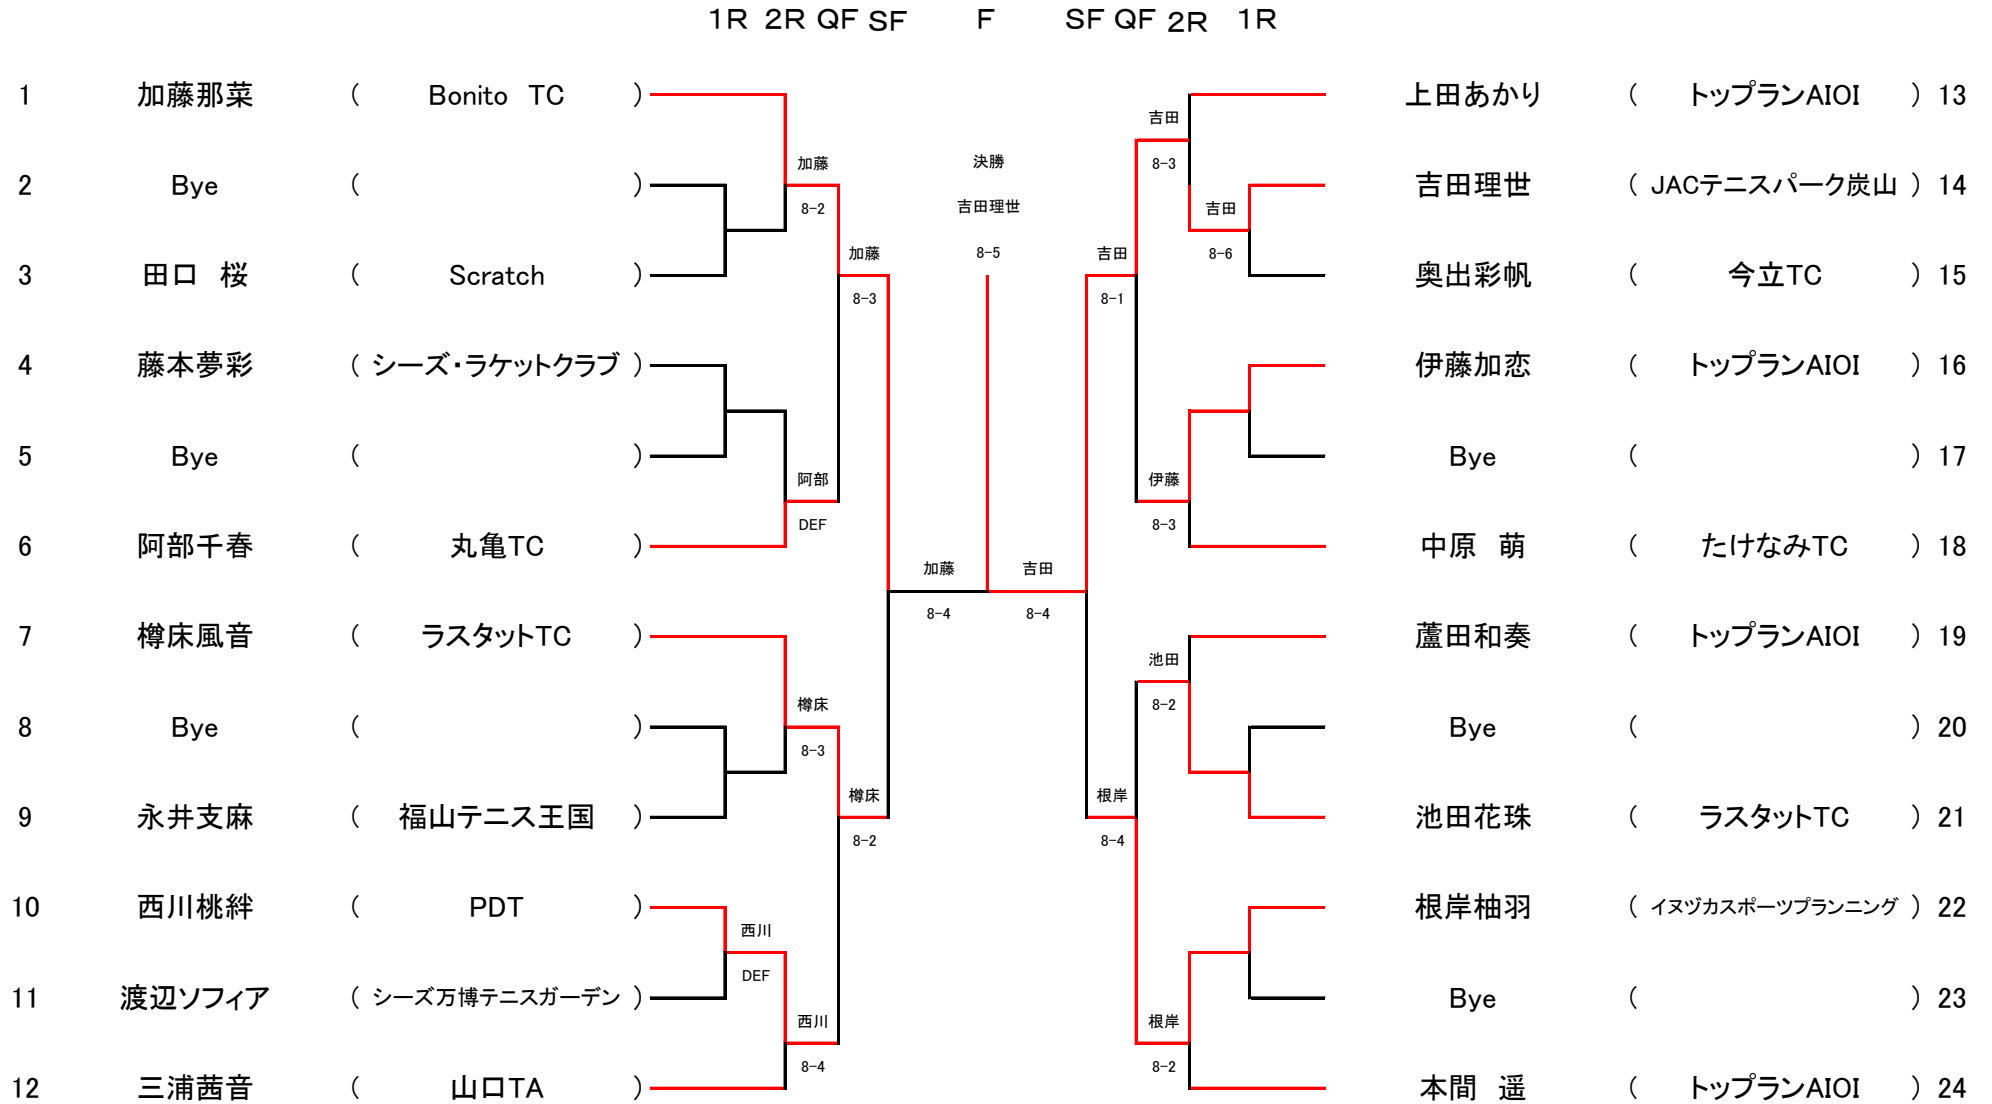 1R 2R QF SF F SF QF 2R 1R
1 加藤那菜 ( Bonito TC )
2 Bye ( )
3 田口 桜 ( Scratch )
4 藤本夢彩 ( シーズ・ラケットクラブ )
5 Bye ( )
6 阿部千春 ( 丸亀TC )
7 樽床風音 ( ラスタットTC )
8 Bye ( )
9 永井支麻 ( 福山テニス王国 )
10 西川桃絆 ( PDT )
11 渡辺ソフィア ( シーズ万博テニスガーデン )
12 三浦茜音 ( 山口TA )
西川
DEF
加藤
8-2
阿部
DEF
樽床
8-3
西川
8-4
加藤
8-3
樽床
8-2
加藤
8-4
決勝
吉田理世
8-5
吉田
8-4
吉田
8-1
根岸
8-4
吉田
8-3
伊藤
8-3
池田
8-2
根岸
8-2
吉田
8-6
上田あかり ( トップランAIOI ) 13
吉田理世 ( JACテニスパーク炭山 ) 14
奥出彩帆 ( 今立TC ) 15
伊藤加恋 ( トップランAIOI ) 16
Bye ( ) 17
中原 萌 ( たけなみTC ) 18
蘆田和奏 ( トップランAIOI ) 19
Bye ( ) 20
池田花珠 ( ラスタットTC ) 21
根岸柚羽 ( イヌヅカスポーツプランニング ) 22
Bye ( ) 23
本間 遥 ( トップランAIOI ) 24